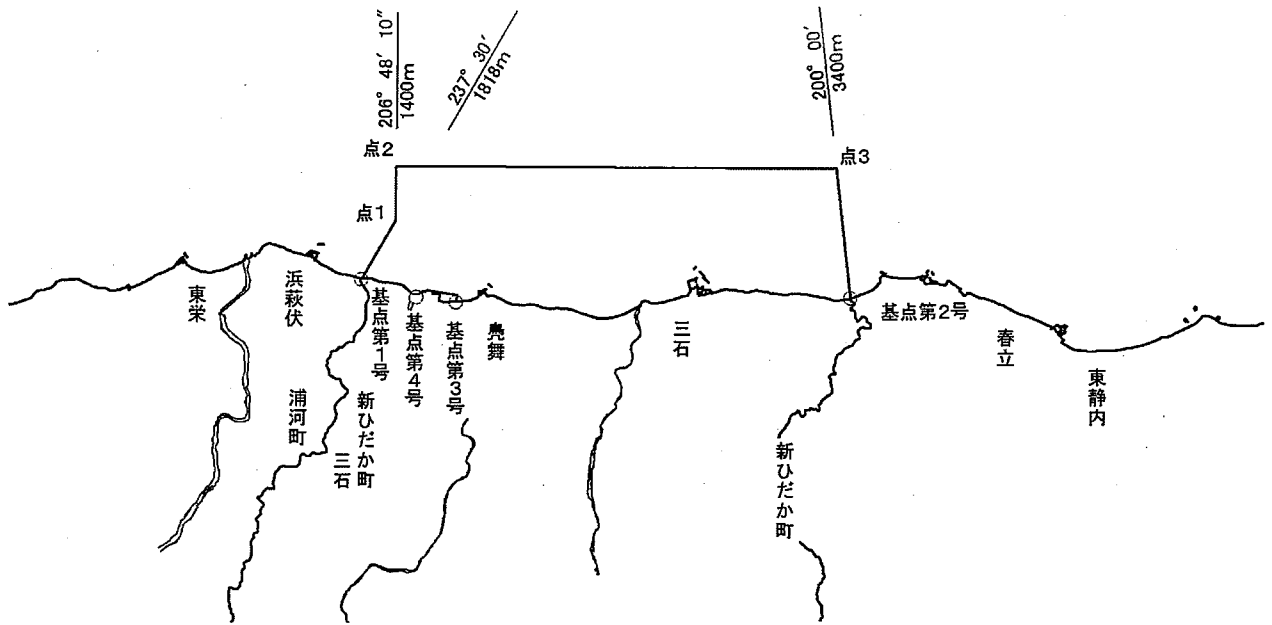 206° 48′ 10″
1400m
237° 30′
1818m
200° 00′
3400m
点2
点3
点1
東栄
浜荻伏
基点第1号
基点第4号
基点第3号
鳧舞
三石
基点第2号
春立
東静内
浦河町
新ひだか町
三石
新ひだか町